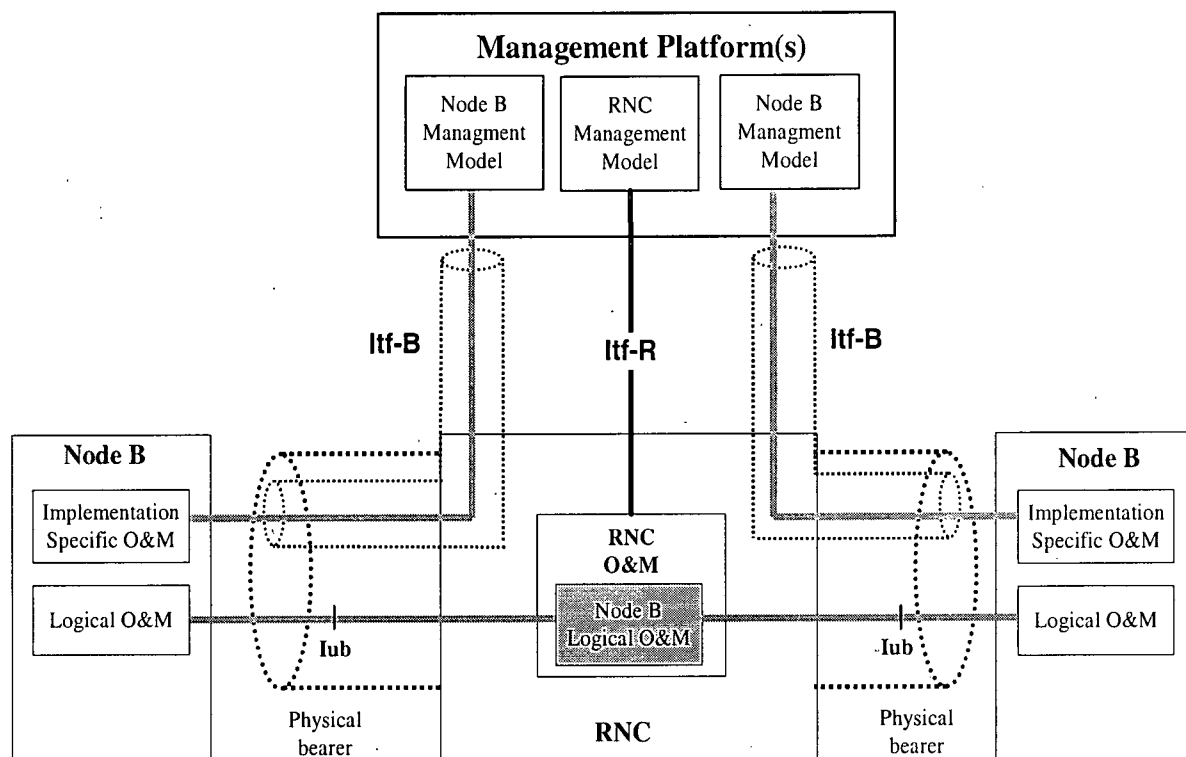 Management Platform(s)
Node B
Managment
Model
RNC
Management
Model
Node B
Managment
Model
Itf-B
Itf-R
Itf-B
Node B
Implementation
Specific O&M
Logical O&M
Iub
Physical
bearer
RNC
O&M
Node B
Logical O&M
RNC
Iub
Physical
bearer
Node B
Implementation
Specific O&M
Logical O&M